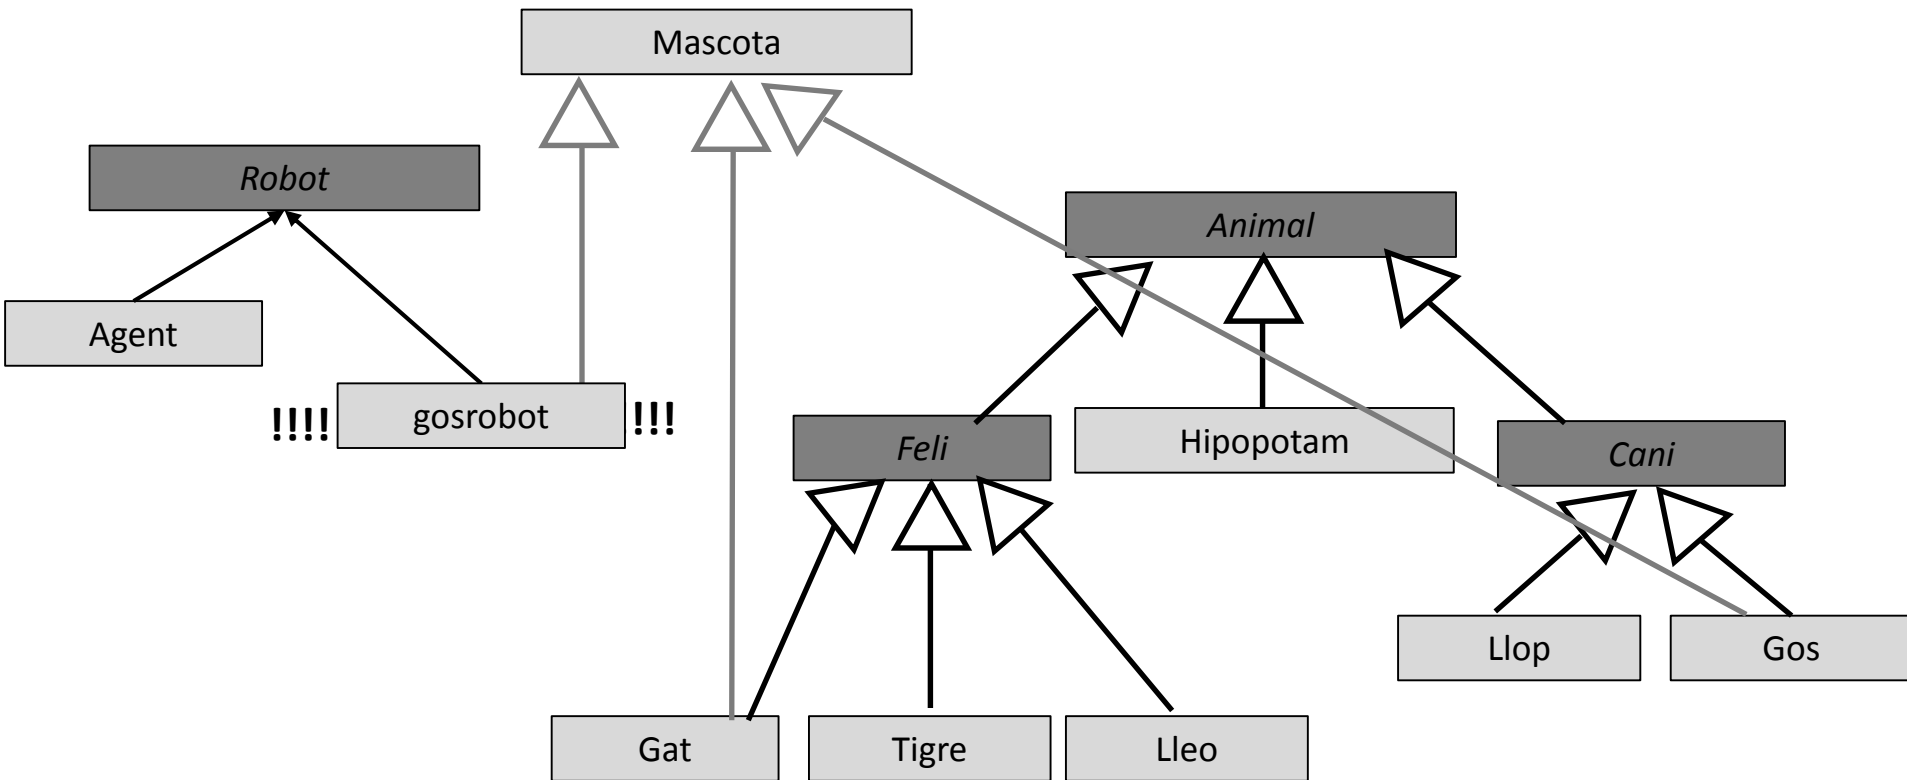 Mascota
Robot
Animal
Agent
!!!! gosrobot !!!
Feli
Hipopotam
Cani
Llop
Gos
Gat
Tigre
Lleo